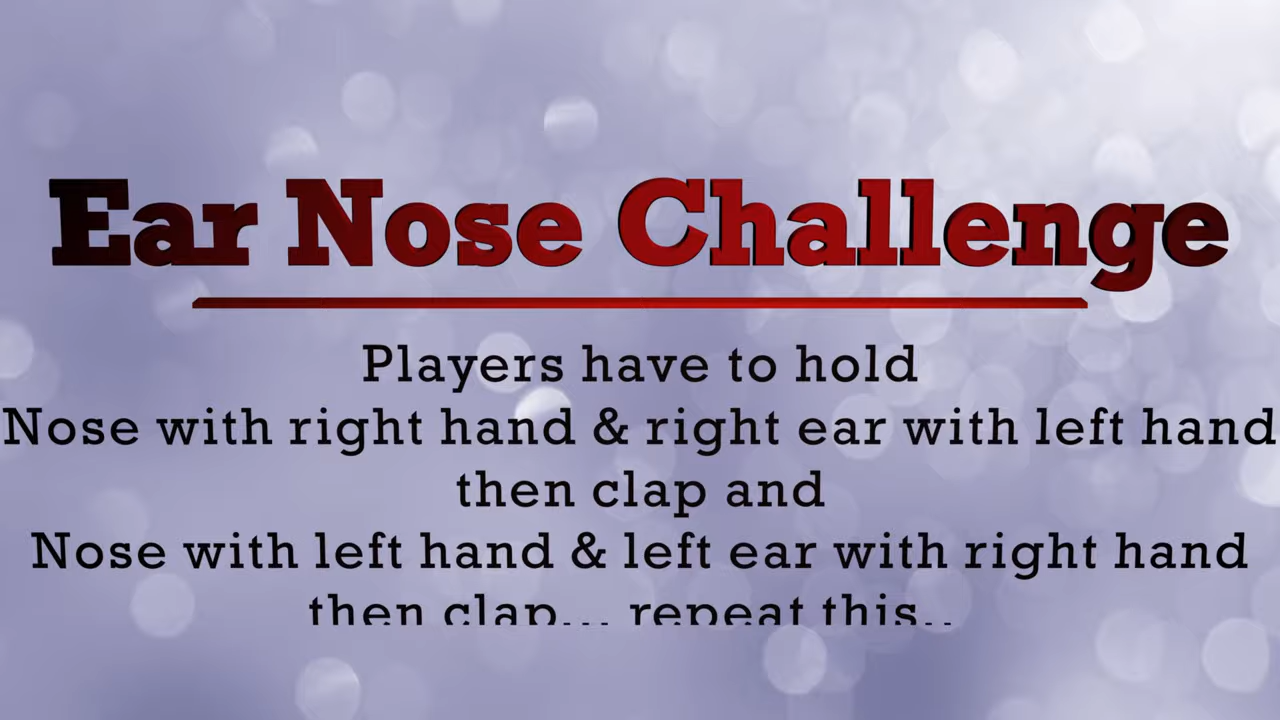 Ear Nose Challenge
Players have to hold
Nose with right hand & right ear with left hand
then clap and
Nose with left hand & left ear with right hand
then clap... repeat this..